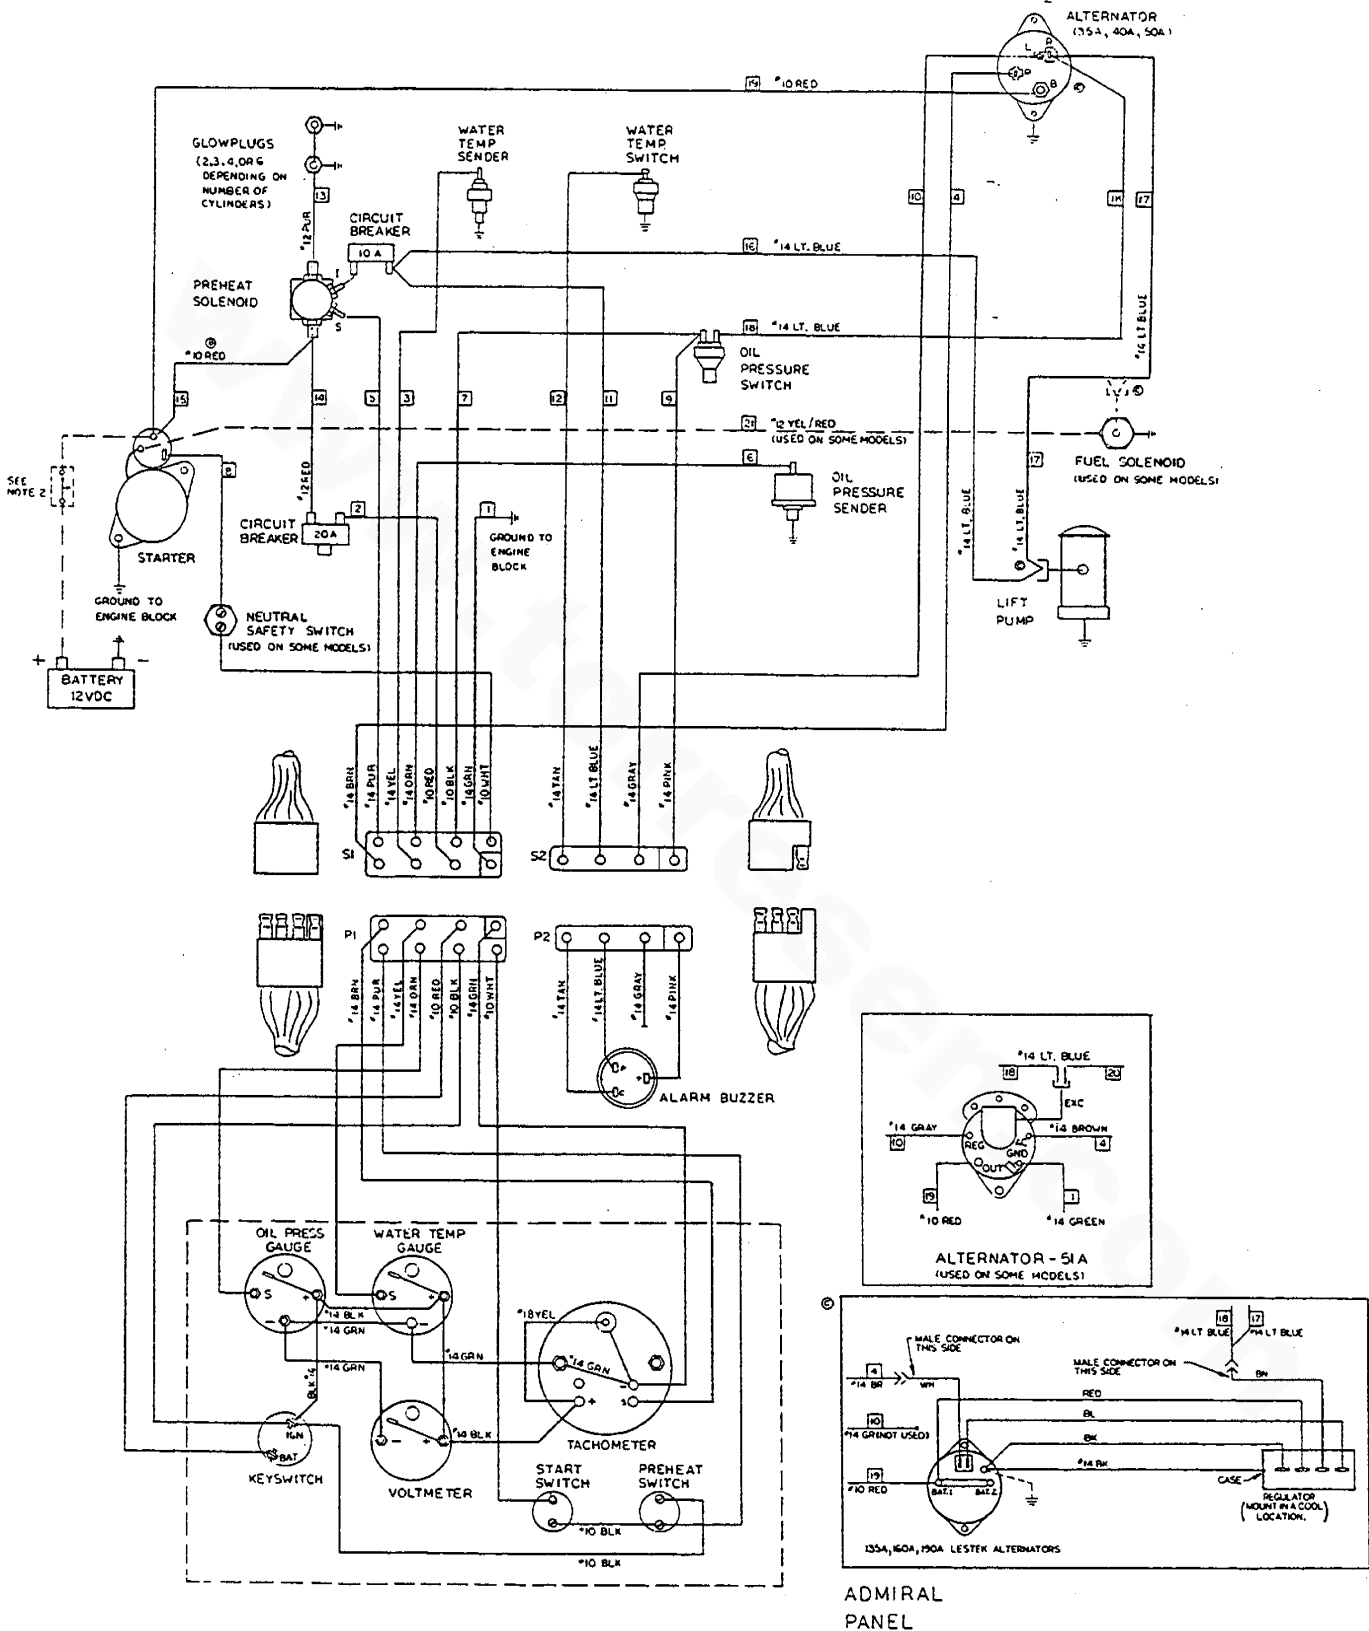 ALTERNATOR
(35A, 40A, 50A)
L
R
P
B
19 #10 RED
GLOWPLUGS
(2,3,4,OR 6
DEPENDING ON
NUMBER OF
CYLINDERS)
13
#12 PUR
WATER
TEMP
SENDER
WATER
TEMP
SWITCH
10
4
18
17
CIRCUIT
BREAKER
10 A
16 #14 LT. BLUE
PREHEAT
SOLENOID
I
S
B
#10 RED
18 #14 LT. BLUE
OIL
PRESSURE
SWITCH
#14 LT BLUE
C
15
14
5
3
7
12
11
9
21 #12 YEL/RED
(USED ON SOME MODELS)
FUEL SOLENOID
(USED ON SOME MODELS)
17
6
OIL
PRESSURE
SENDER
8
SEE
NOTE 2
#12 RED
2
1
CIRCUIT
BREAKER
20 A
GROUND TO
ENGINE
BLOCK
#14 LT. BLUE
#14 LT. BLUE
C
STARTER
GROUND TO
ENGINE BLOCK
NEUTRAL
SAFETY SWITCH
(USED ON SOME MODELS)
LIFT
PUMP
+ -
BATTERY
12VDC
#14 BRN
#14 PUR
#14 YEL
#14 ORN
#10 RED
#10 BLK
#14 GRN
#10 WHT
#14 TAN
#14 LT BLUE
#14 GRAY
#14 PINK
S1
S2
P1
P2
#14 BRN
#14 PUR
#14 YEL
#14 ORN
#10 RED
#10 BLK
#14 GRN
#10 WHT
#14 TAN
#14 LT. BLUE
#14 GRAY
#14 PINK
ALARM BUZZER
#14 LT. BLUE
18
20
EXC
#14 GRAY
10
REG
#14 BROWN
4
GND
OUT
19
#10 RED
1
#14 GREEN
ALTERNATOR-51A
(USED ON SOME MODELS)
OIL PRESS
GAUGE
WATER TEMP
GAUGE
S +
-
S +
-
#14 BLK
#14 GRN
#14 GRN
#14 GRN
#18 YEL
#14 GRN
-
+
S
BLK #14
IGN
BAT
KEYSWITCH
- +
#14 BLK
VOLTMETER
TACHOMETER
START
SWITCH
PREHEAT
SWITCH
#10 BLK
#10 BLK
C
MALE CONNECTOR ON
THIS SIDE
18
17
#14 LT BLUE
#14 LT BLUE
MALE CONNECTOR ON
THIS SIDE
4
#14 BR
WH
BN
RED
BL
10
#14 GR(NOT USED)
BK
#14 BK
19
#10 RED
BAT.1
BAT.2
CASE
REGULATOR
(MOUNT IN A COOL
LOCATION.)
135A,160A,190A LESTEK ALTERNATORS
ADMIRAL
PANEL
www.torresen.com